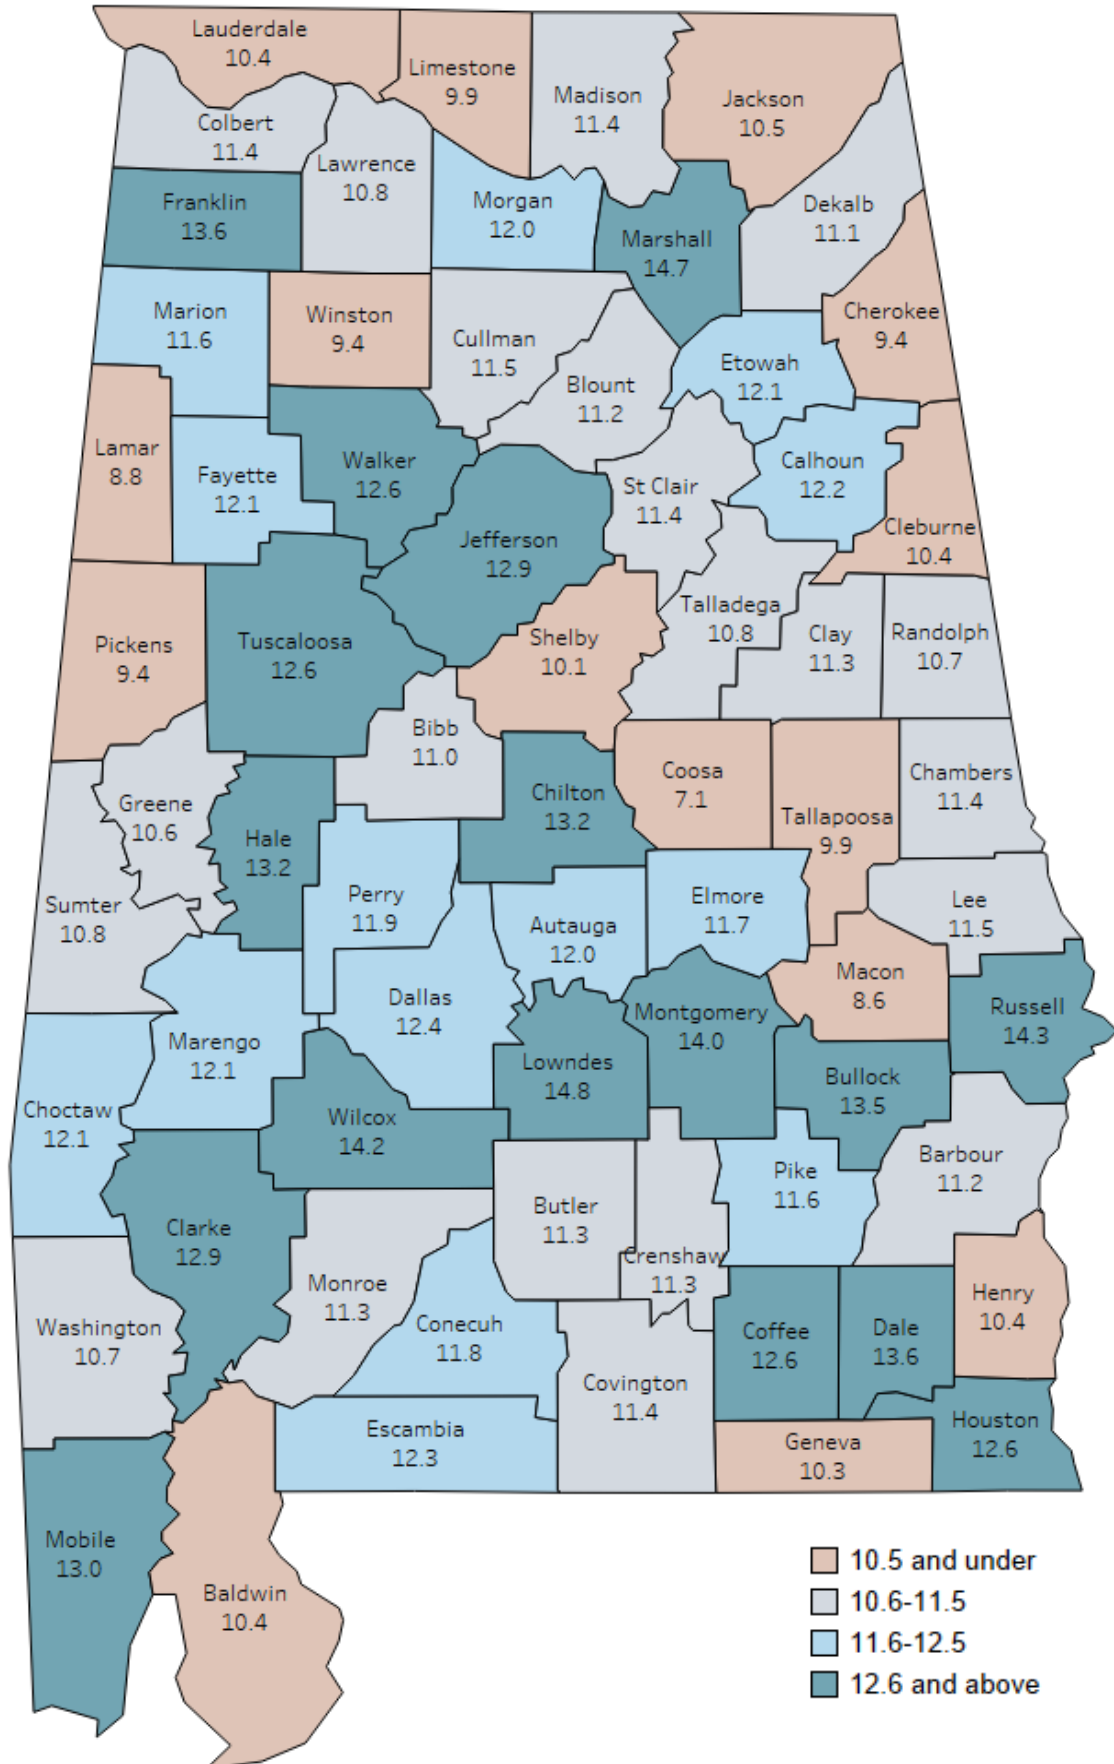 Lauderdale
10.4
Limestone
9.9
Madison
11.4
Jackson
10.5
Colbert
11.4
Lawrence
10.8
Franklin
13.6
Morgan
12.0
Marshall
14.7
Dekalb
11.1
Marion
11.6
Winston
9.4
Cullman
11.5
Cherokee
9.4
Blount
11.2
Etowah
12.1
Lamar
8.8
Fayette
12.1
Walker
12.6
St Clair
11.4
Calhoun
12.2
Jefferson
12.9
Cleburne
10.4
Pickens
9.4
Tuscaloosa
12.6
Shelby
10.1
Talladega
10.8
Clay
11.3
Randolph
10.7
Bibb
11.0
Greene
10.6
Hale
13.2
Chilton
13.2
Coosa
7.1
Tallapoosa
9.9
Chambers
11.4
Sumter
10.8
Perry
11.9
Autauga
12.0
Elmore
11.7
Lee
11.5
Dallas
12.4
Macon
8.6
Montgomery
14.0
Russell
14.3
Marengo
12.1
Lowndes
14.8
Bullock
13.5
Choctaw
12.1
Wilcox
14.2
Pike
11.6
Barbour
11.2
Clarke
12.9
Butler
11.3
Crenshaw
11.3
Monroe
11.3
Conecuh
11.8
Washington
10.7
Coffee
12.6
Dale
13.6
Henry
10.4
Covington
11.4
Escambia
12.3
Geneva
10.3
Houston
12.6
Mobile
13.0
Baldwin
10.4
10.5 and under
10.6-11.5
11.6-12.5
12.6 and above